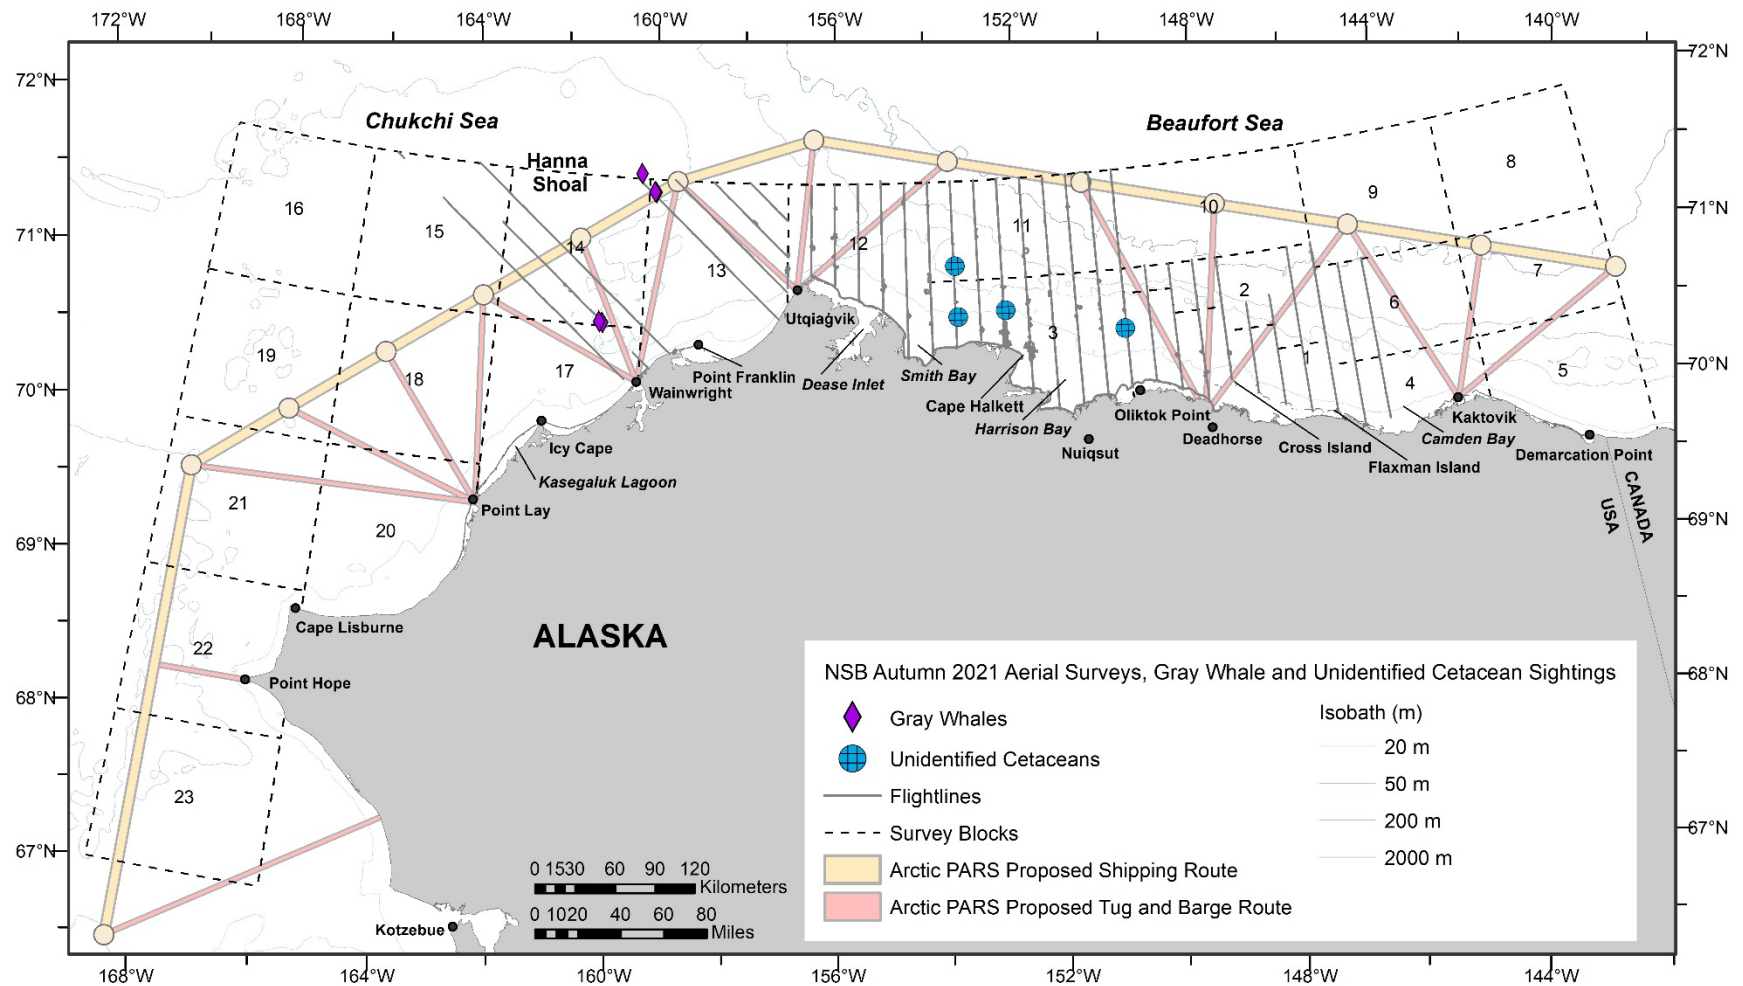 172°W 168°W 164°W 160°W 156°W 152°W 148°W 144°W 140°W
72°N 72°N
Chukchi Sea Beaufort Sea
Hanna
Shoal
8
9
16 10
71°N 15 11 71°N
14 12
13 7
2 6
Utqiaġvik
19 3
1
70°N 18 17 Point Franklin Dease Inlet Smith Bay 4 5 70°N
Wainwright
Cape Halkett
Oliktok Point Kaktovik
Harrison Bay
Deadhorse Camden Bay
Icy Cape Nuiqsut Cross Island Demarcation Point
Flaxman Island
Kasegaluk Lagoon
21 Point Lay CANADA
USA
20
69°N 69°N
Cape Lisburne
ALASKA
22
Point Hope
68°N 68°N
23
67°N 67°N
NSB Autumn 2021 Aerial Surveys, Gray Whale and Unidentified Cetacean Sightings
Gray Whales
Unidentified Cetaceans
Flightlines
Survey Blocks
Arctic PARS Proposed Shipping Route
Arctic PARS Proposed Tug and Barge Route
Isobath (m)
20 m
50 m
200 m
2000 m
0 1530 60 90 120
Kilometers
0 1020 40 60 80
Miles
Kotzebue
168°W 164°W 160°W 156°W 152°W 148°W 144°W